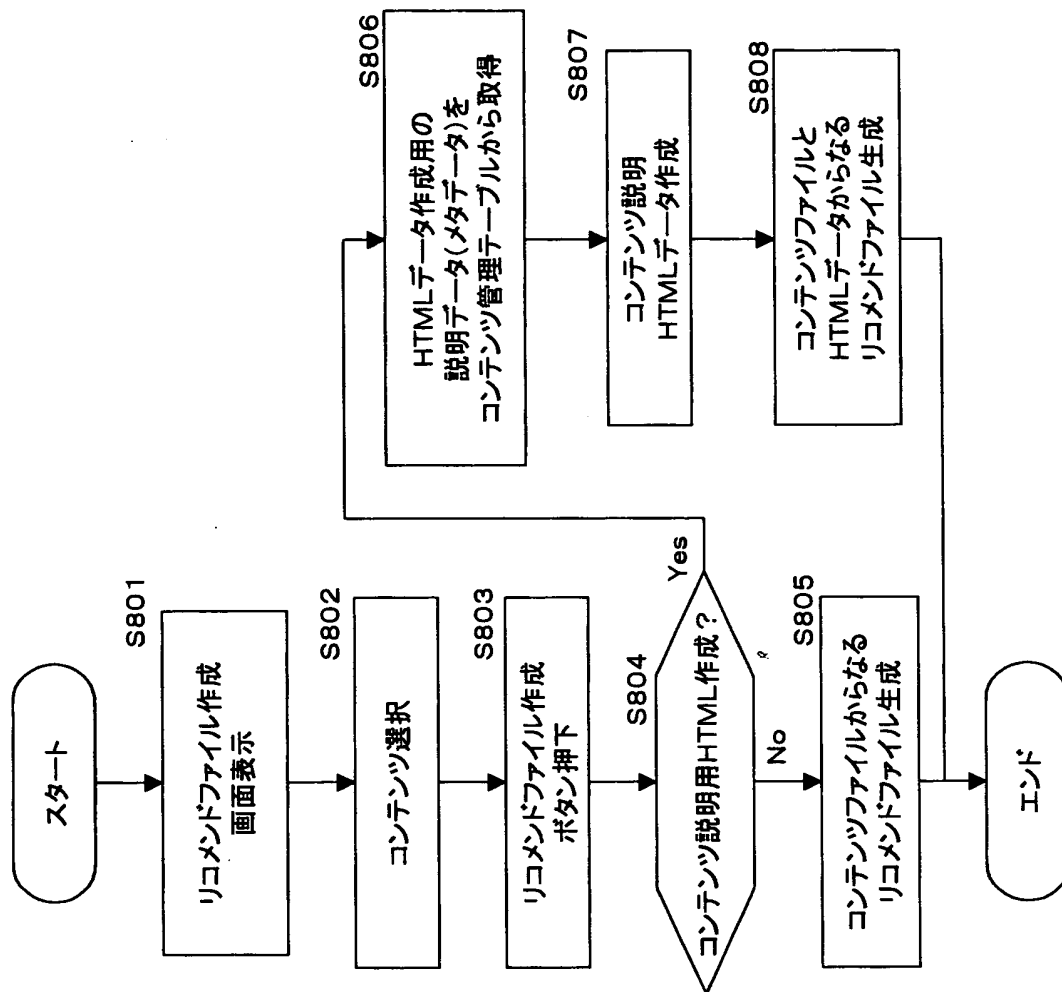 スタート
S801
リコメンドファイル作成
画面表示
S802
コンテンツ選択
S803
リコメンドファイル作成
ボタン押下
S804
コンテンツ説明用HTML作成?
Yes
No
S805
コンテンツファイルからなる
リコメンドファイル生成
S806
HTMLデータ作成用の
説明データ(メタデータ)を
コンテンツ管理テーブルから取得
S807
コンテンツ説明
HTMLデータ作成
S808
コンテンツファイルと
HTMLデータからなる
リコメンドファイル生成
エンド